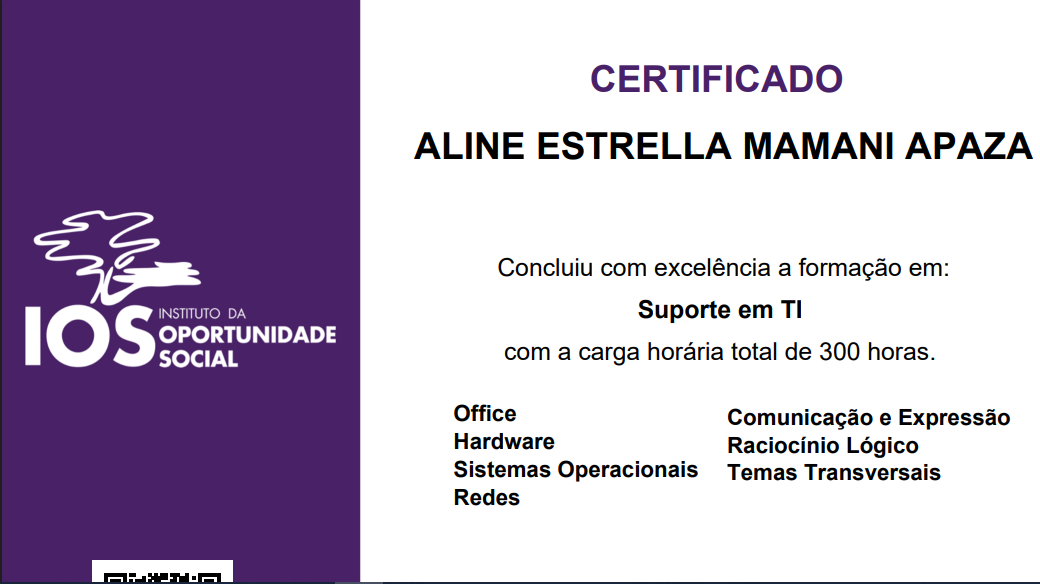 CERTIFICADO
ALINE ESTRELLA MAMANI APAZA
Concluiu com excelência a formação em:
Suporte em TI
com a carga horária total de 300 horas.
Office
Hardware
Sistemas Operacionais
Redes
Comunicação e Expressão
Raciocínio Lógico
Temas Transversais
IOS INSTITUTO DA
OPORTUNIDADE
SOCIAL